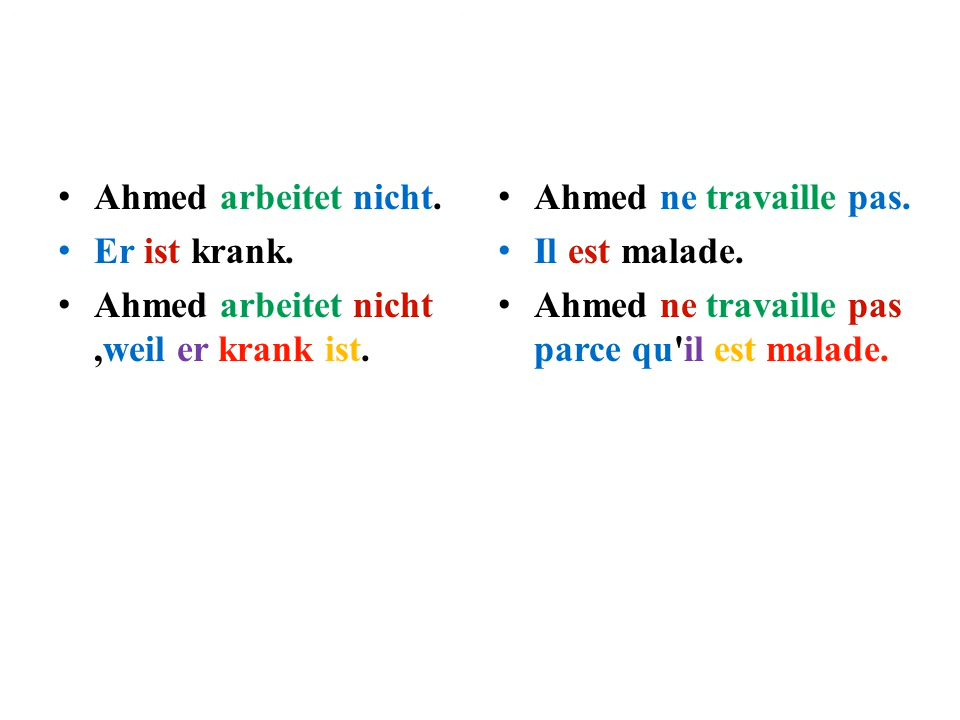 • Ahmed arbeitet nicht.
• Er ist krank.
• Ahmed arbeitet nicht
,weil er krank ist.
• Ahmed ne travaille pas.
• Il est malade.
• Ahmed ne travaille pas
parce qu'il est malade.